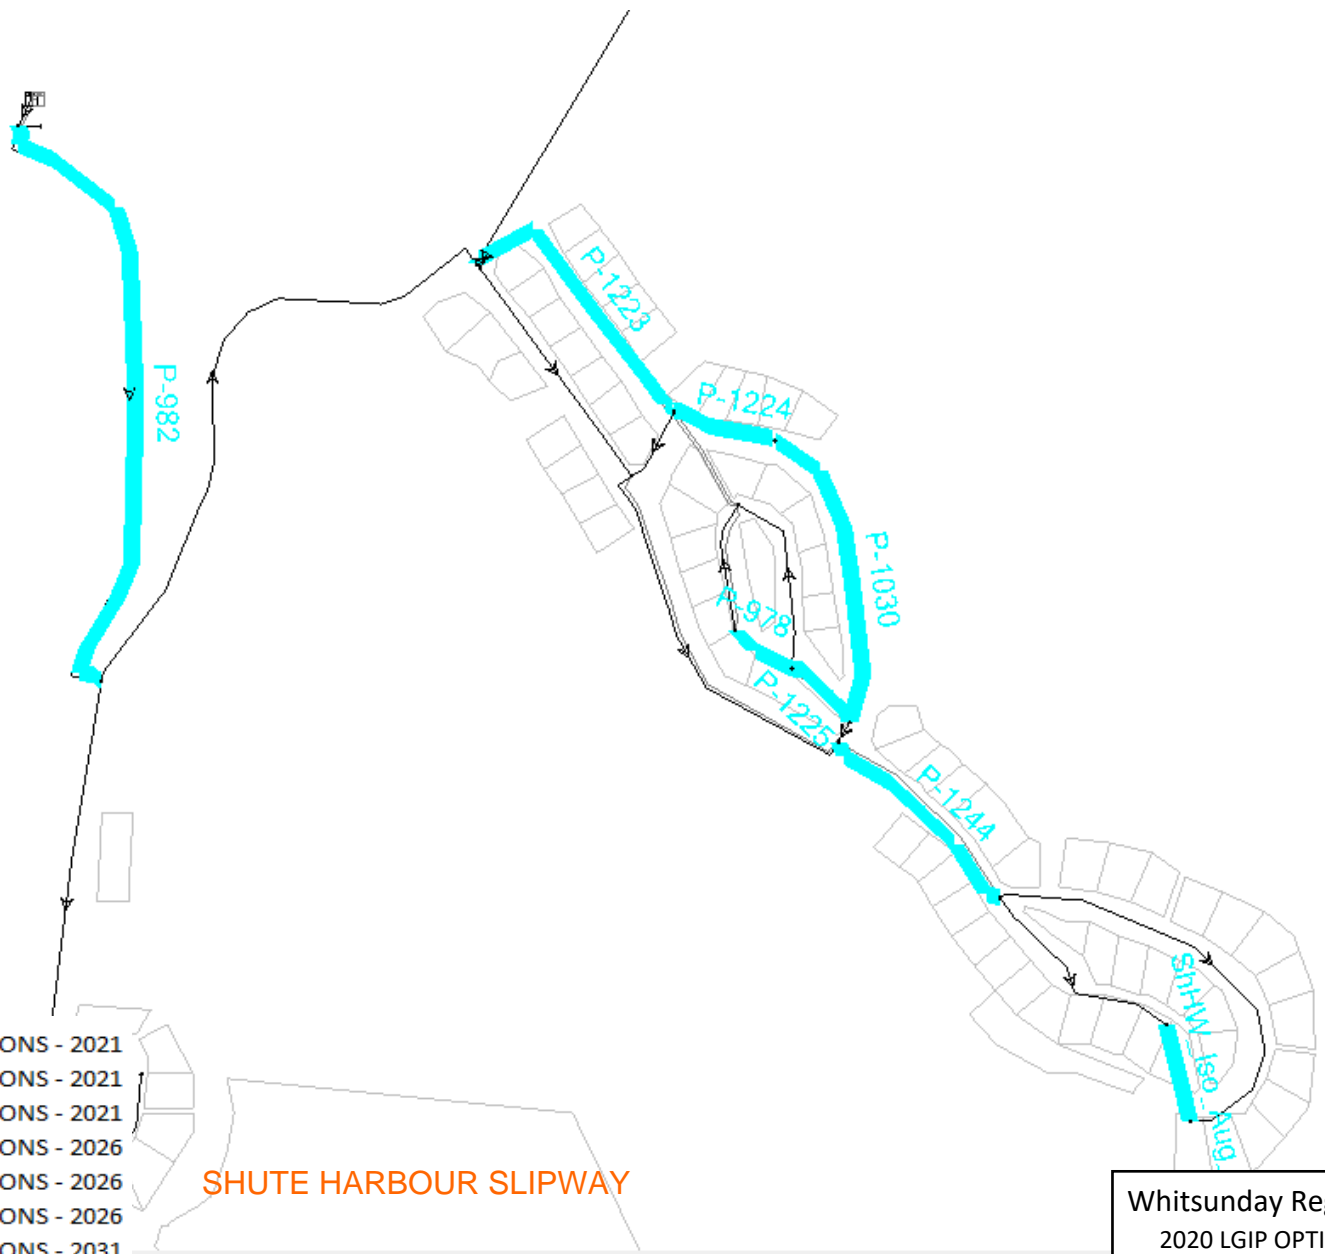 P-1223
P-1224
P-982
P-1030
P-978
P-1225
P-1244
ShHW_Iso_Aug
ONS - 2021
ONS - 2021
ONS - 2021
ONS - 2026
ONS - 2026
ONS - 2026
ONS - 2031
SHUTE HARBOUR SLIPWAY
Whitsunday Reg
2020 LGIP OPTI